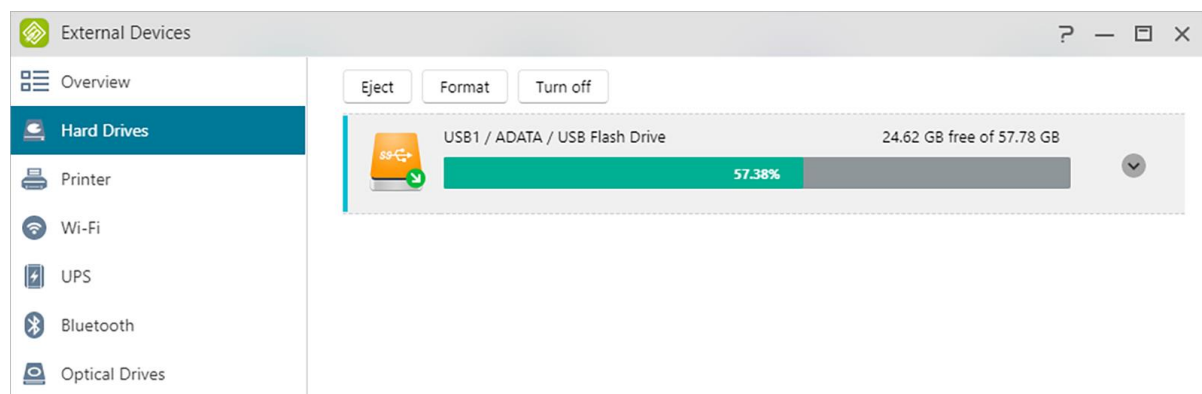 External Devices
Overview
Hard Drives
Printer
Wi-Fi
UPS
Bluetooth
Optical Drives
Eject Format Turn off
USB1 / ADATA / USB Flash Drive 24.62 GB free of 57.78 GB
SS
57.38%